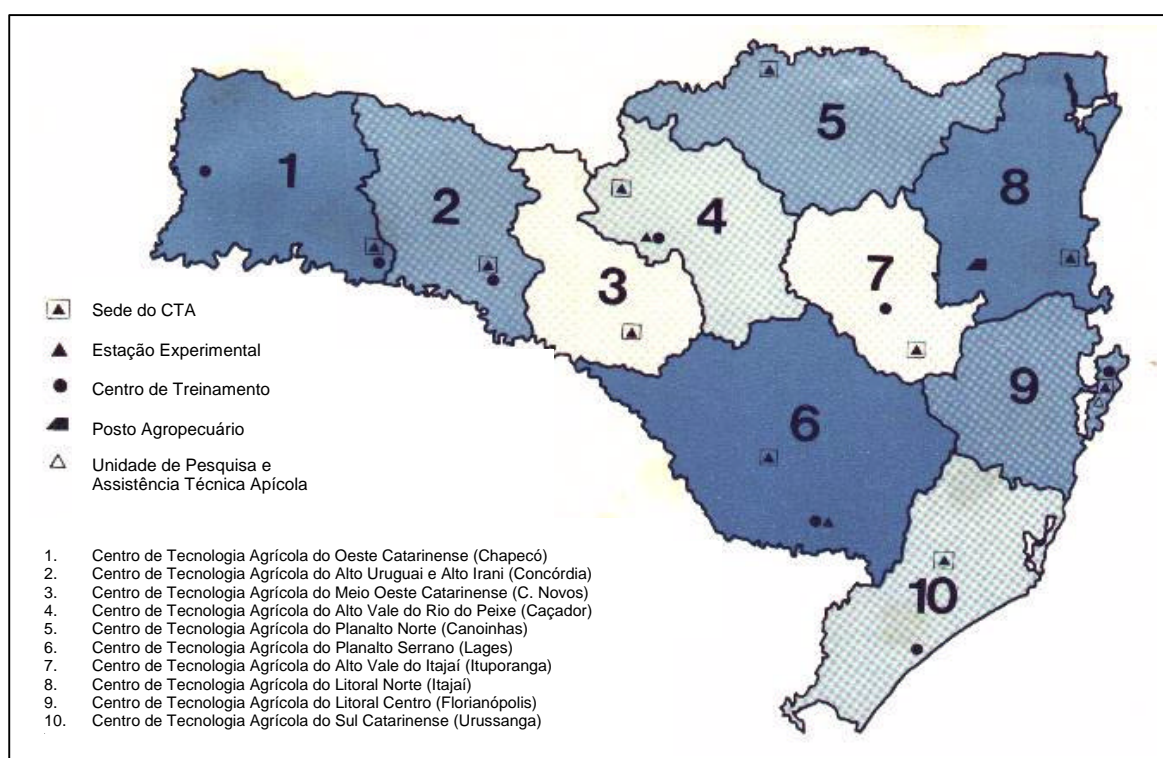 5
8
1
2
4
7
3
Sede do CTA
Estação Experimental
9
Centro de Treinamento
6
Posto Agropecuário
Unidade de Pesquisa e
Assistência Técnica Apícola
1. Centro de Tecnologia Agrícola do Oeste Catarinense (Chapecó)
2. Centro de Tecnologia Agrícola do Alto Uruguai e Alto Irani (Concórdia)
3. Centro de Tecnologia Agrícola do Meio Oeste Catarinense (C. Novos)
10
4. Centro de Tecnologia Agrícola do Alto Vale do Rio do Peixe (Caçador)
5. Centro de Tecnologia Agrícola do Planalto Norte (Canoinhas)
6. Centro de Tecnologia Agrícola do Planalto Serrano (Lages)
7. Centro de Tecnologia Agrícola do Alto Vale do Itajaí (Ituporanga)
8. Centro de Tecnologia Agrícola do Litoral Norte (Itajaí)
9. Centro de Tecnologia Agrícola do Litoral Centro (Florianópolis)
10. Centro de Tecnologia Agrícola do Sul Catarinense (Urussanga)